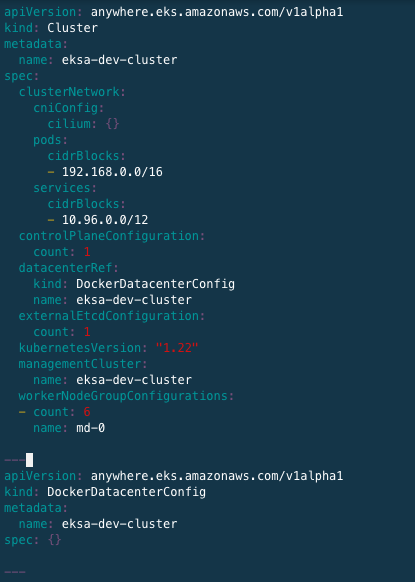 apiVersion: anywhere.eks.amazonaws.com/v1alpha1
kind: Cluster
metadata:
  name: eksa-dev-cluster
spec:
  clusterNetwork:
    cniConfig:
      cilium: {}
    pods:
      cidrBlocks:
      - 192.168.0.0/16
    services:
      cidrBlocks:
      - 10.96.0.0/12
  controlPlaneConfiguration:
    count: 1
  datacenterRef:
    kind: DockerDatacenterConfig
    name: eksa-dev-cluster
  externalEtcdConfiguration:
    count: 1
  kubernetesVersion: "1.22"
  managementCluster:
    name: eksa-dev-cluster
  workerNodeGroupConfigurations:
  - count: 6
    name: md-0
---
apiVersion: anywhere.eks.amazonaws.com/v1alpha1
kind: DockerDatacenterConfig
metadata:
  name: eksa-dev-cluster
spec: {}
---